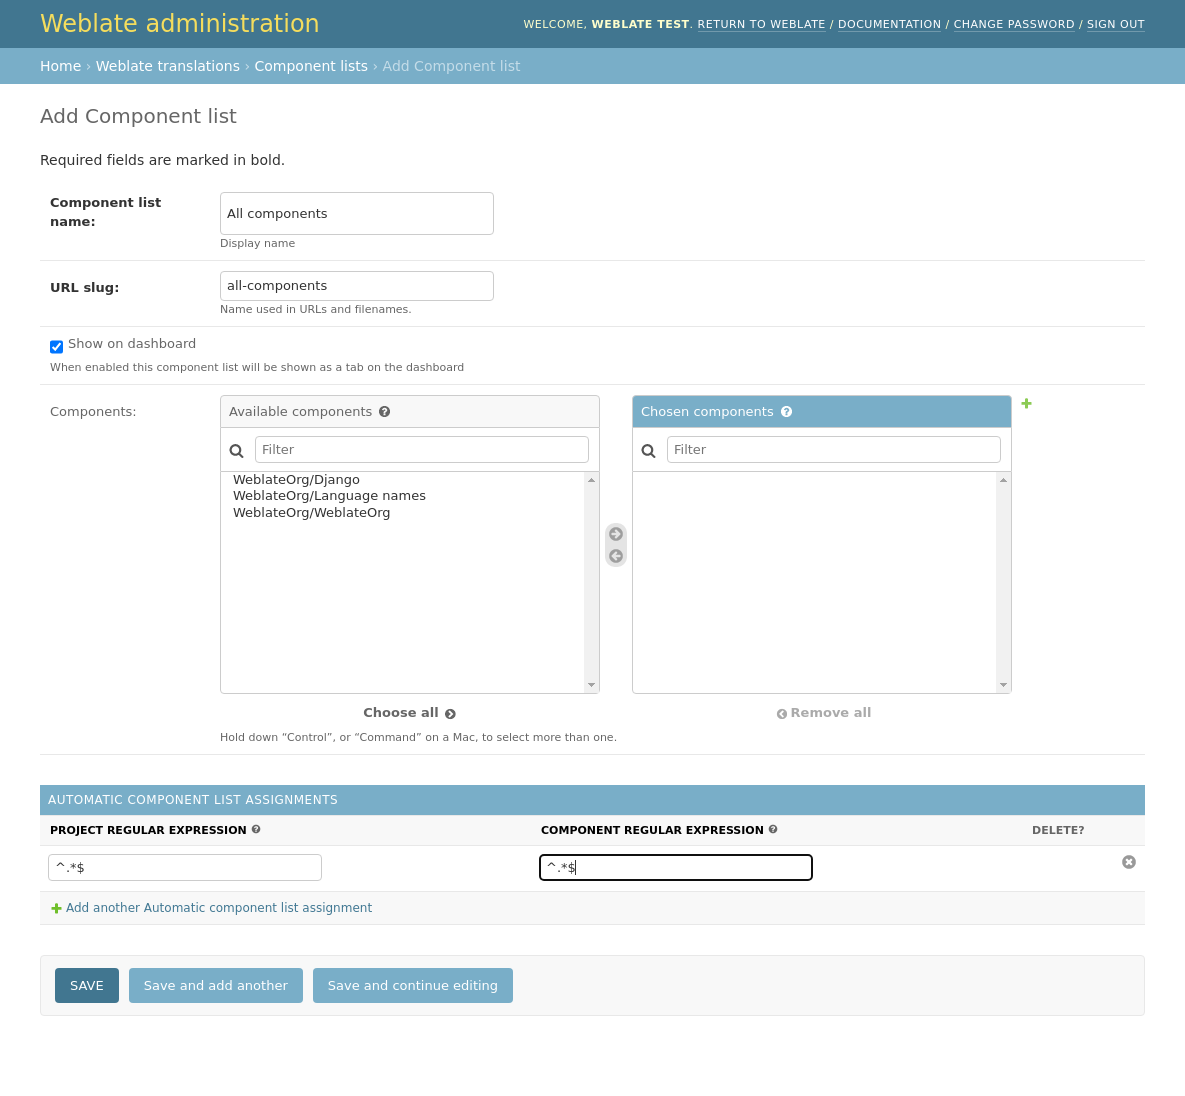 Weblate administration
WELCOME, WEBLATE TEST. RETURN TO WEBLATE / DOCUMENTATION / CHANGE PASSWORD / SIGN OUT
Home › Weblate translations › Component lists › Add Component list
Add Component list
Required fields are marked in bold.
Component list name:
All components
Display name
URL slug:
all-components
Name used in URLs and filenames.
Show on dashboard
When enabled this component list will be shown as a tab on the dashboard
Components:
Available components
Filter
WeblateOrg/Django
WeblateOrg/Language names
WeblateOrg/WeblateOrg
Choose all
Chosen components
Filter
Remove all
Hold down “Control”, or “Command” on a Mac, to select more than one.
AUTOMATIC COMPONENT LIST ASSIGNMENTS
PROJECT REGULAR EXPRESSION COMPONENT REGULAR EXPRESSION DELETE?
^.*$ ^.*$
Add another Automatic component list assignment
SAVE Save and add another Save and continue editing